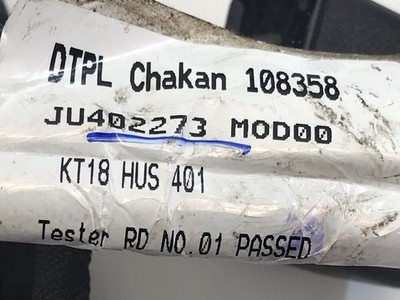 DTPL Chakan 108358
JU402273 MOD00
KT18 HUS 401
Tester RD NO.01 PASSED